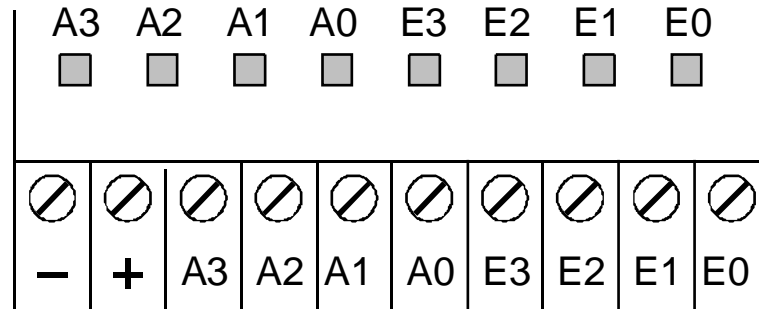 A3 A2 A1 A0 E3 E2 E1 E0
− + A3 A2 A1 A0 E3 E2 E1 E0